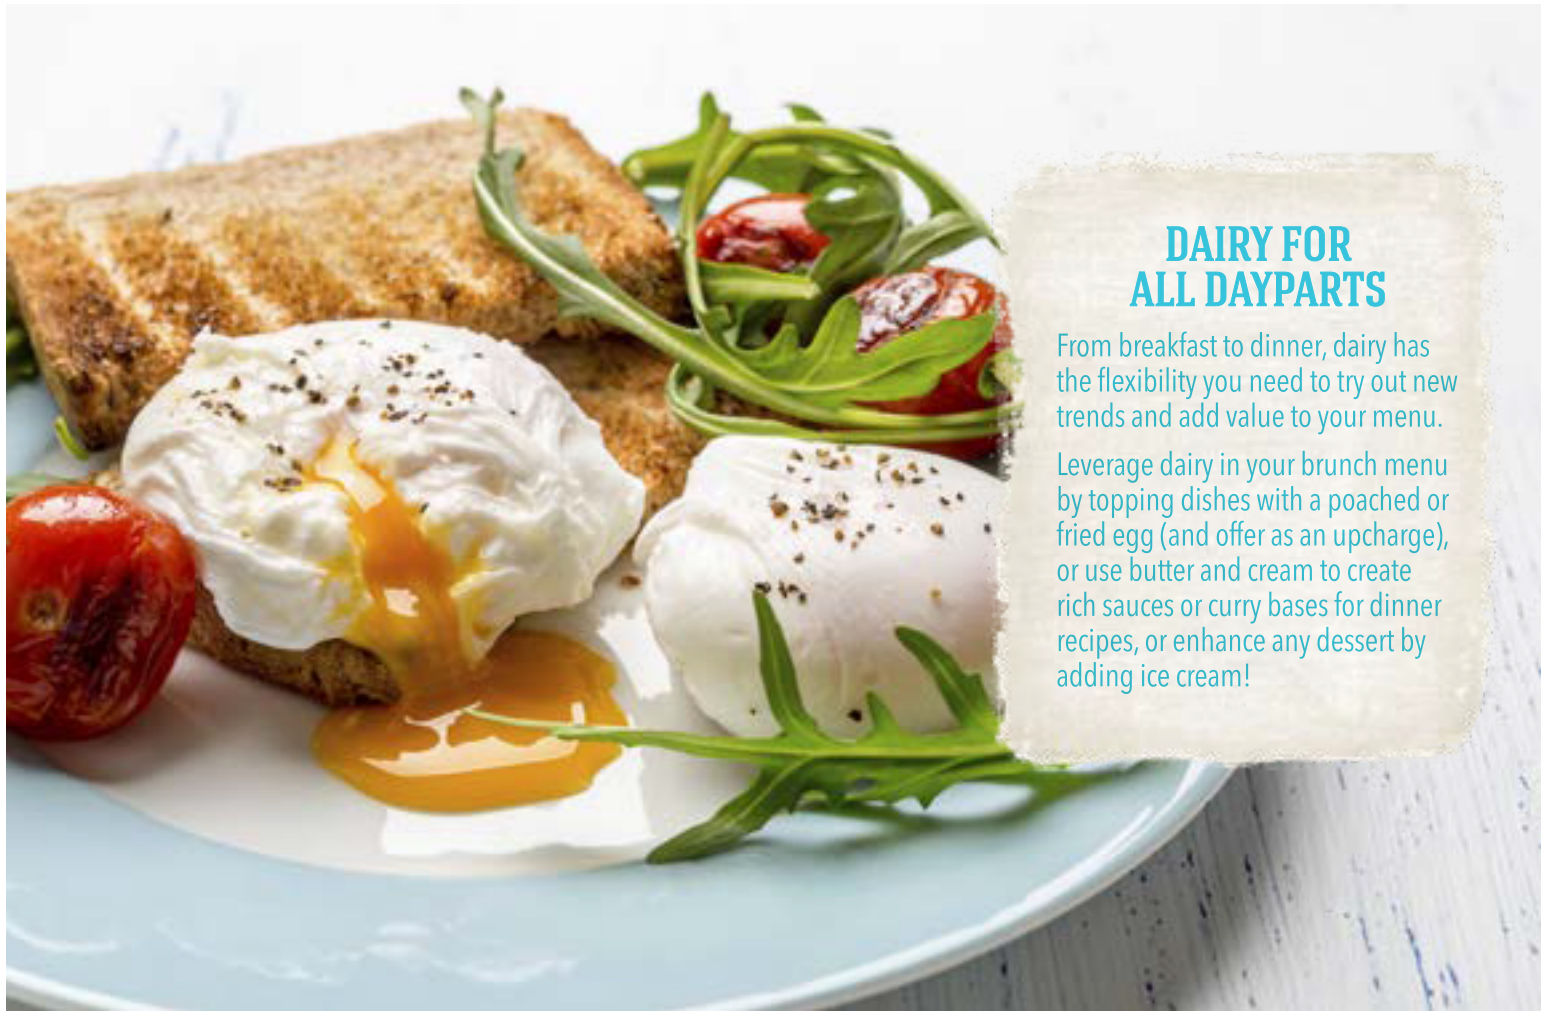 DAIRY FOR
ALL DAYPARTS
From breakfast to dinner, dairy has
the flexibility you need to try out new
trends and add value to your menu.
Leverage dairy in your brunch menu
by topping dishes with a poached or
fried egg (and offer as an upcharge),
or use butter and cream to create
rich sauces or curry bases for dinner
recipes, or enhance any dessert by
adding ice cream!